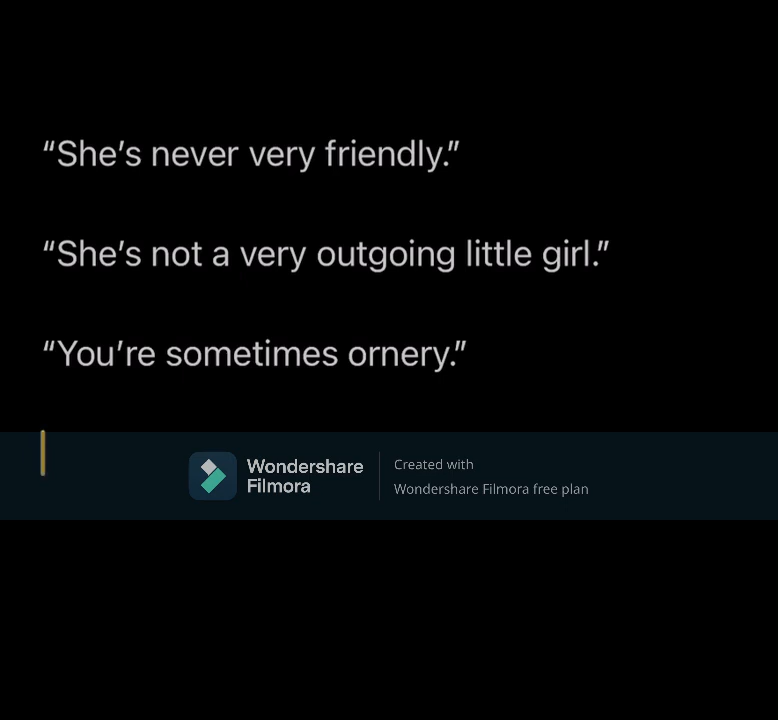 “She’s never very friendly.”
“She’s not a very outgoing little girl.”
“You’re sometimes ornery.”
Wondershare
Filmora
Created with
Wondershare Filmora free plan